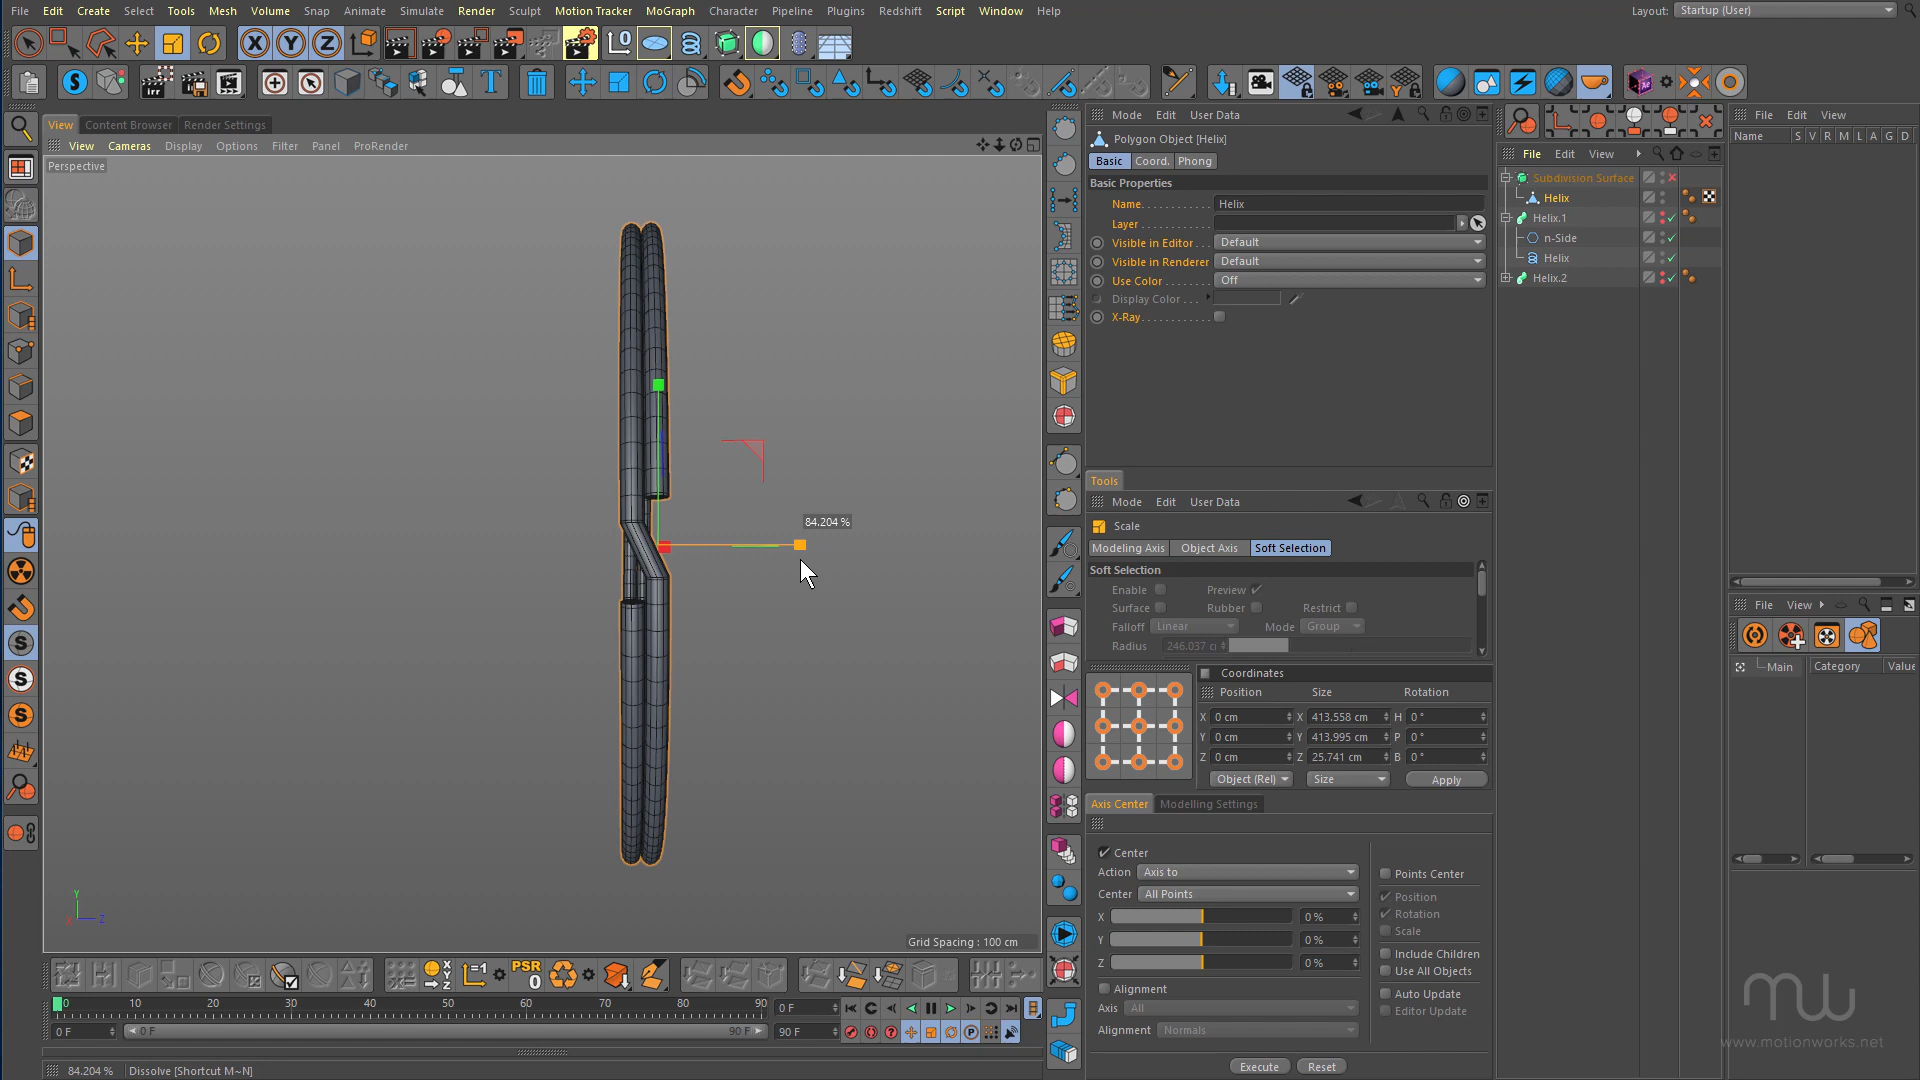 File Edit Create Select Tools Mesh Volume Snap Animate Simulate Render Sculpt Motion Tracker MoGraph Character Pipeline Plugins Redshift Script Window Help
Layout: Startup (User)
View Content Browser Render Settings
View Cameras Display Options Filter Panel ProRender
Perspective
84.204 %
Grid Spacing : 100 cm
Mode Edit User Data
Polygon Object [Helix]
Basic Coord. Phong
Basic Properties
Name Helix
Layer
Visible in Editor Default
Visible in Renderer Default
Use Color Off
Display Color
X-Ray
Tools
Mode Edit User Data
Scale
Modeling Axis Object Axis Soft Selection
Soft Selection
Enable Preview
Surface Rubber Restrict
Falloff Linear Mode Group
Radius 246.037 c
Coordinates
Position Size Rotation
X 0 cm X 413.558 cm H 0 °
Y 0 cm Y 413.995 cm P 0 °
Z 0 cm Z 25.741 cm B 0 °
Object (Rel) Size Apply
Axis Center Modelling Settings
Center
Action Axis to
Center All Points
X 0 %
Y 0 %
Z 0 %
Alignment
Axis All
Alignment Normals
Points Center
Position
Rotation
Scale
Include Children
Use All Objects
Auto Update
Editor Update
Execute Reset
File Edit View
Subdivision Surface
Helix
Helix.1
n-Side
Helix
Helix.2
File Edit View
Name S V R M L A G D
File View
Main Category Value
PSR
0
0 10 20 30 40 50 60 70 80 90 0 F
0 F 0 F 90 F 90 F
84.204 % Dissolve [Shortcut M~N]
mw
www.motionworks.net